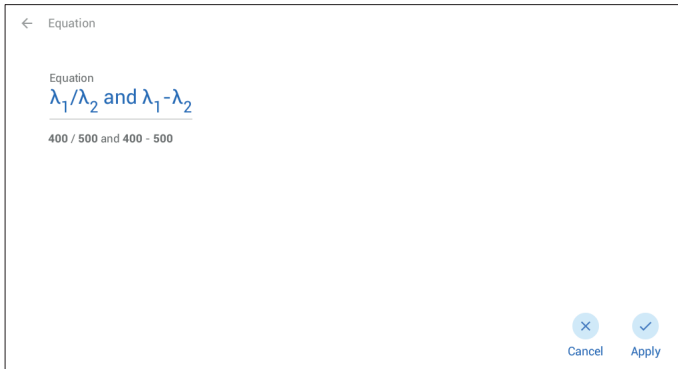 Equation
Equation
λ₁/λ₂ and λ₁-λ₂
400 / 500 and 400 - 500
Cancel Apply